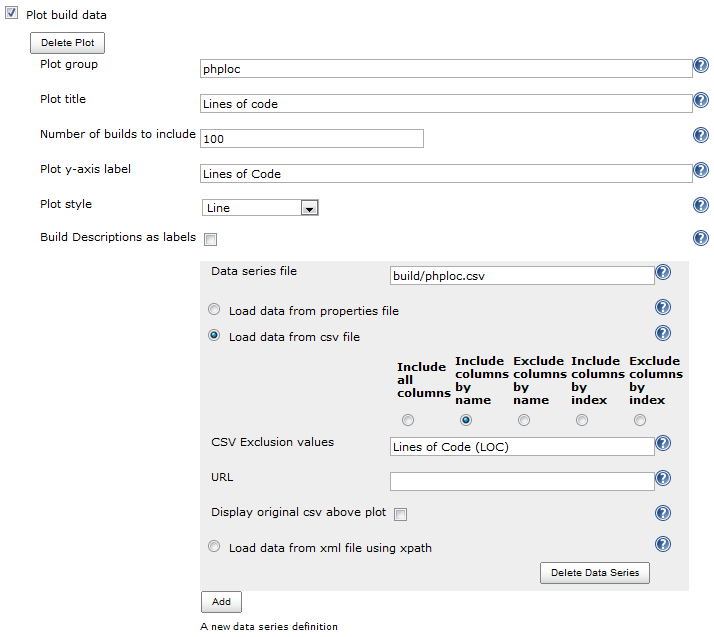 Plot build data
Delete Plot
Plot group
phploc
Plot title
Lines of code
Number of builds to include
100
Plot y-axis label
Lines of Code
Plot style
Line
Build Descriptions as labels
Data series file
build/phploc.csv
Load data from properties file
Load data from csv file
Include all columns
Include columns by name
Exclude columns by name
Include columns by index
Exclude columns by index
CSV Exclusion values
Lines of Code (LOC)
URL
Display original csv above plot
Load data from xml file using xpath
Delete Data Series
Add
A new data series definition